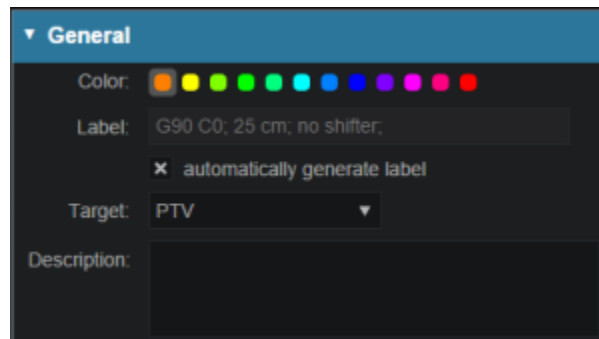 General
Color:
Label: G90 C0; 25 cm; no shifter;
automatically generate label
Target: PTV
Description: